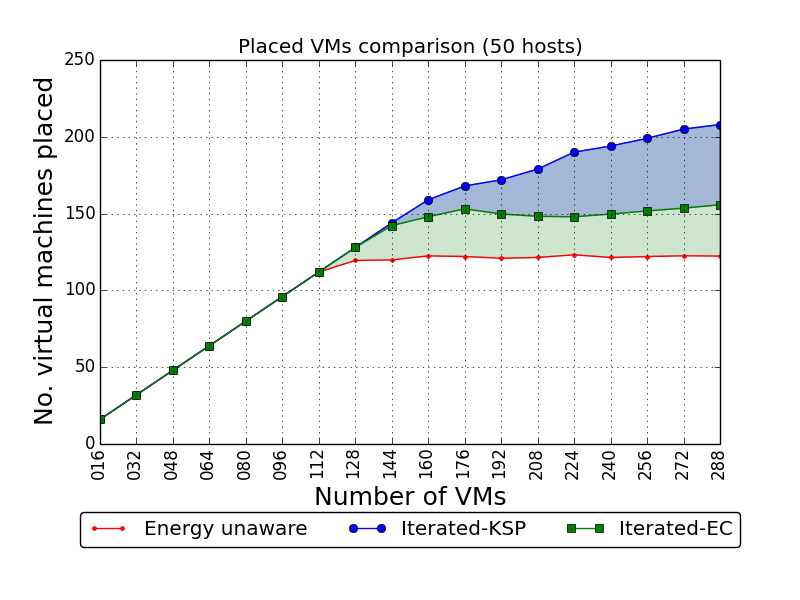 Placed VMs comparison (50 hosts)
No. virtual machines placed
250
200
150
100
50
0
016 032 048 064 080 096 112 128 144 160 176 192 208 224 240 256 272 288
Number of VMs
Energy unaware Iterated-KSP Iterated-EC